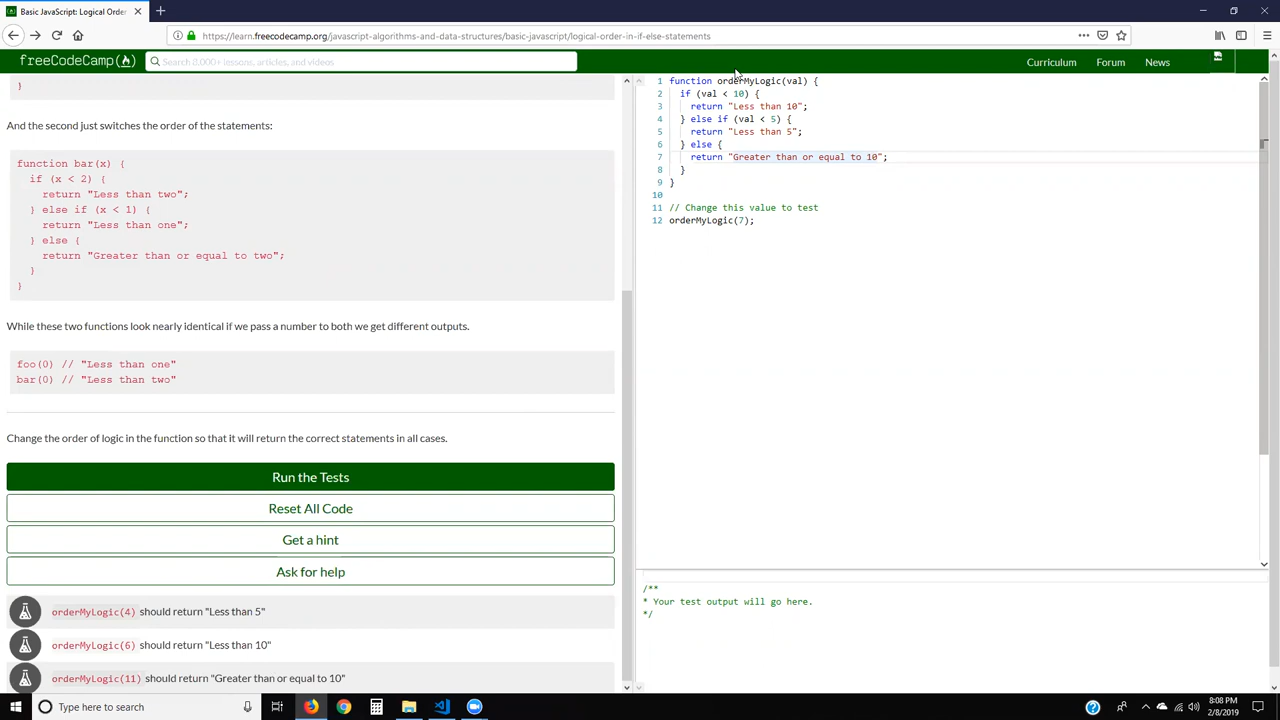 Basic JavaScript: Logical Order
https://learn.freecodecamp.org/javascript-algorithms-and-data-structures/basic-javascript/logical-order-in-if-else-statements
freeCodeCamp
Search 8,000+ lessons, articles, and videos
Curriculum
Forum
News
}
And the second just switches the order of the statements:
function bar(x) {
if (x < 2) {
return "Less than two";
} else if (x < 1) {
return "Less than one";
} else {
return "Greater than or equal to two";
}
}
While these two functions look nearly identical if we pass a number to both we get different outputs.
foo(0) // "Less than one"
bar(0) // "Less than two"
Change the order of logic in the function so that it will return the correct statements in all cases.
Run the Tests
Reset All Code
Get a hint
Ask for help
orderMyLogic(4) should return "Less than 5"
orderMyLogic(6) should return "Less than 10"
orderMyLogic(11) should return "Greater than or equal to 10"
1 function orderMyLogic(val) {
2 if (val < 10) {
3 return "Less than 10";
4 } else if (val < 5) {
5 return "Less than 5";
6 } else {
7 return "Greater than or equal to 10";
8 }
9 }
10
11 // Change this value to test
12 orderMyLogic(7);
/**
* Your test output will go here.
*/
Type here to search
8:08 PM
2/8/2019